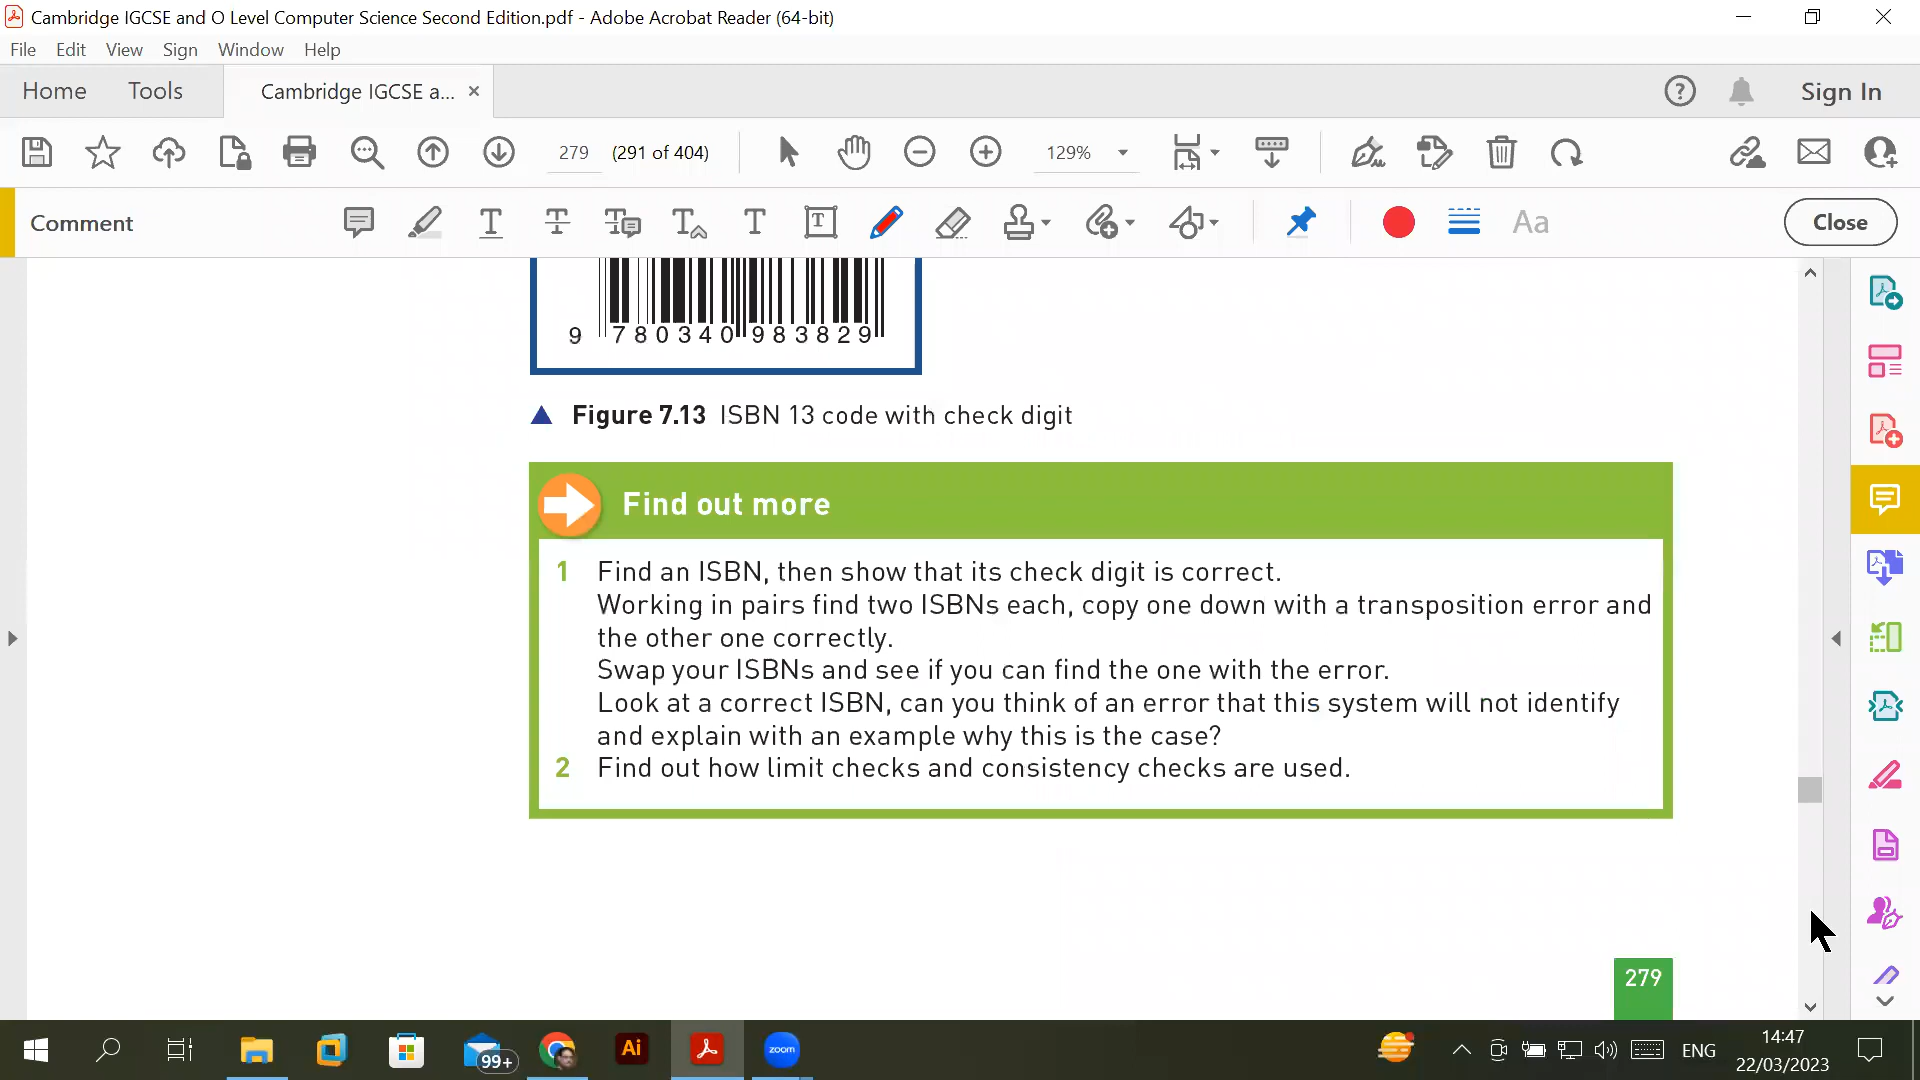 Cambridge IGCSE and O Level Computer Science Second Edition.pdf - Adobe Acrobat Reader (64-bit)
File Edit View Sign Window Help
Home Tools Cambridge IGCSE a... Sign In
279 (291 of 404) 129%
Comment Aa Close
9 780340 983829
Figure 7.13 ISBN 13 code with check digit
Find out more
1 Find an ISBN, then show that its check digit is correct.
Working in pairs find two ISBNs each, copy one down with a transposition error and
the other one correctly.
Swap your ISBNs and see if you can find the one with the error.
Look at a correct ISBN, can you think of an error that this system will not identify
and explain with an example why this is the case?
2 Find out how limit checks and consistency checks are used.
279
99+ Ai zoom ENG 14:47
22/03/2023